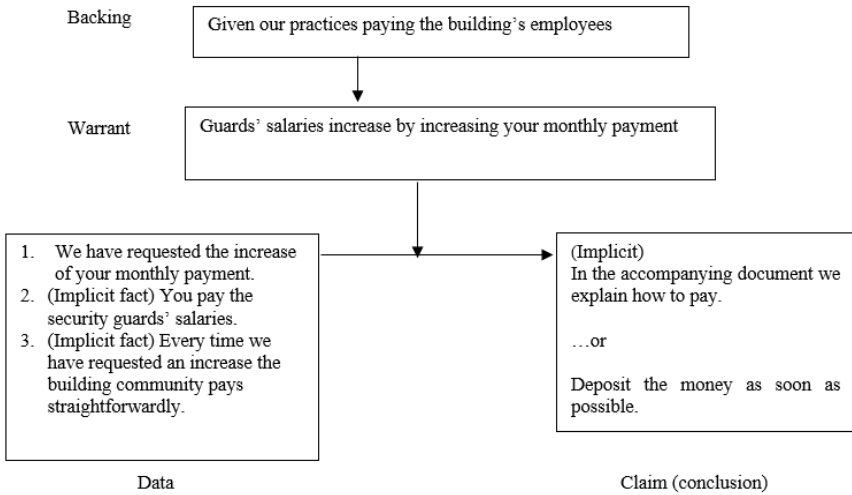 Backing
Given our practices paying the building’s employees
Warrant
Guards’ salaries increase by increasing your monthly payment
1. We have requested the increase
of your monthly payment.
2. (Implicit fact) You pay the
security guards’ salaries.
3. (Implicit fact) Every time we
have requested an increase the
building community pays
straightforwardly.
(Implicit)
In the accompanying document we
explain how to pay.
…or
Deposit the money as soon as
possible.
Data
Claim (conclusion)